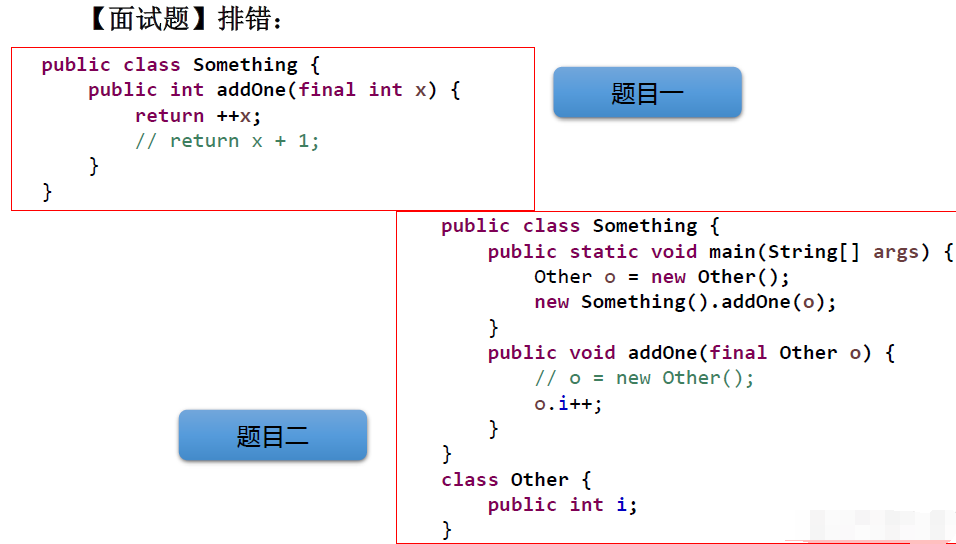 【面试题】排错:
public class Something {
public int addOne(final int x) {
return ++x;
// return x + 1;
}
}
题目一
public class Something {
public static void main(String[] args) {
Other o = new Other();
new Something().addOne(o);
}
public void addOne(final Other o) {
// o = new Other();
o.i++;
}
}
class Other {
public int i;
}
题目二